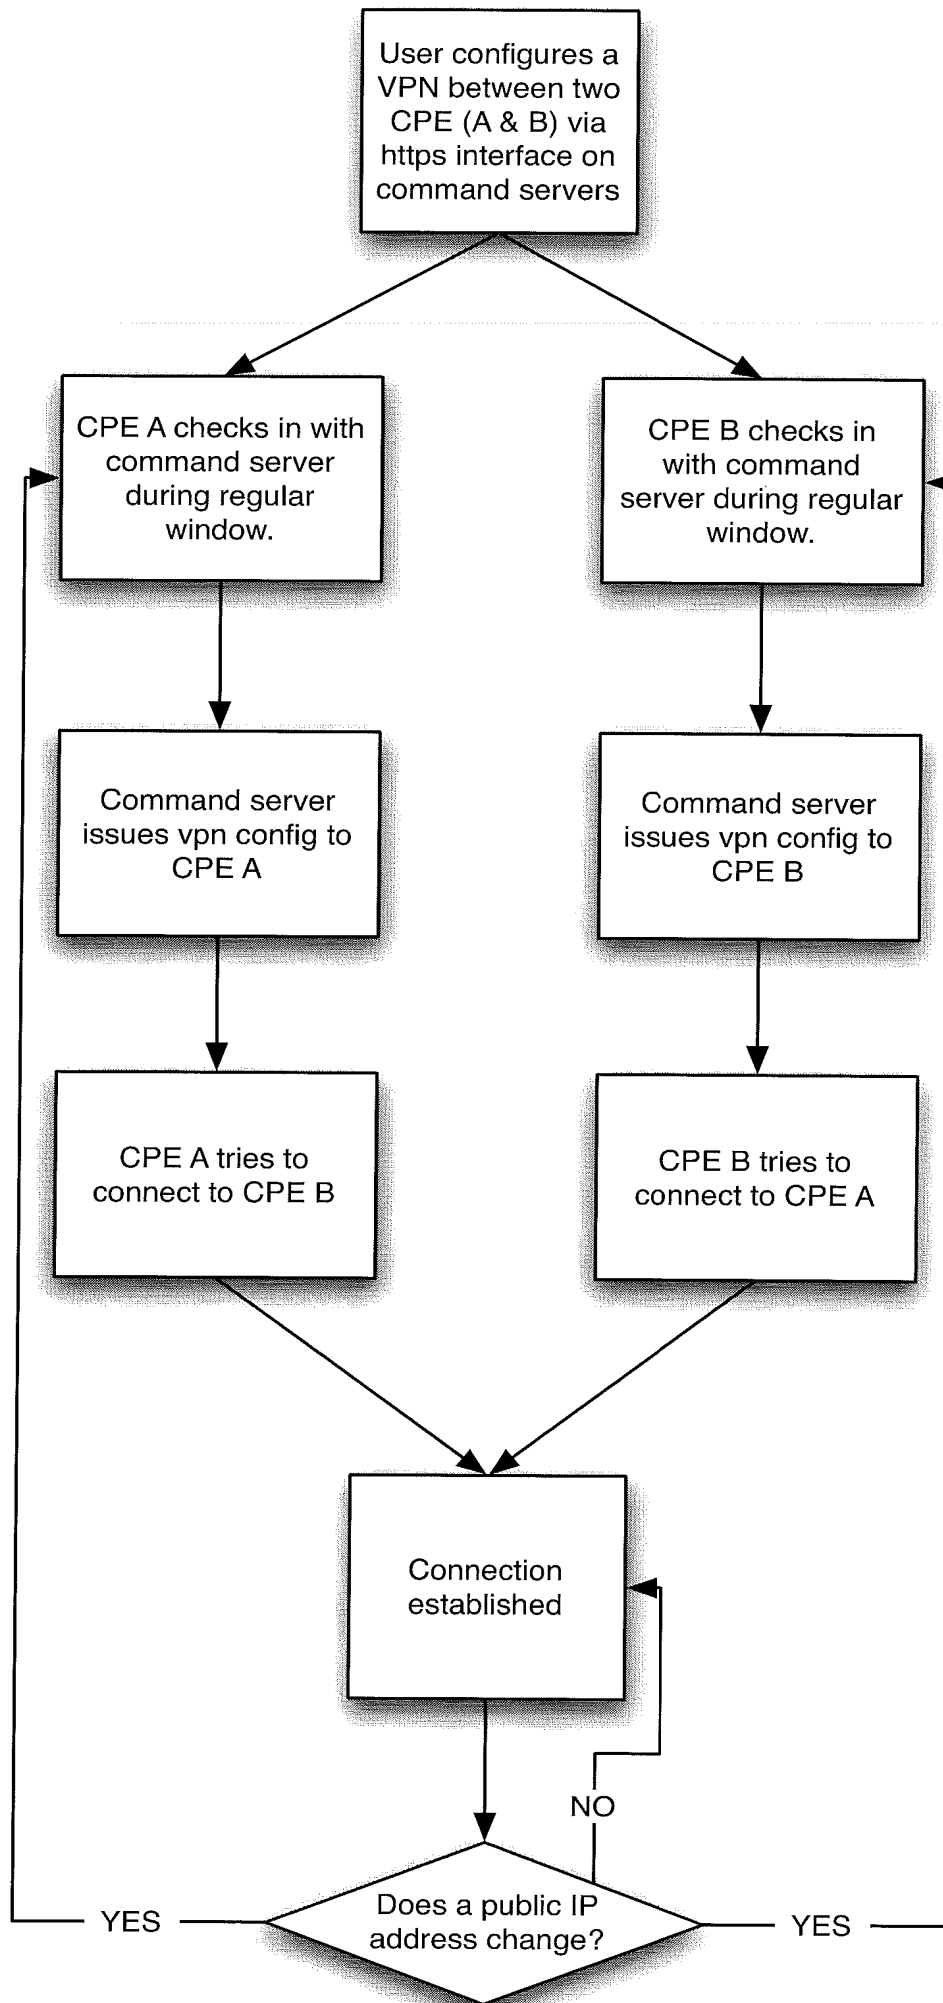 User configures a
VPN between two
CPE (A & B) via
https interface on
command servers
CPE A checks in with
command server
during regular
window.
CPE B checks in
with command
server during regular
window.
Command server
issues vpn config to
CPE A
Command server
issues vpn config to
CPE B
CPE A tries to
connect to CPE B
CPE B tries to
connect to CPE A
Connection
established
NO
Does a public IP
address change?
YES
YES